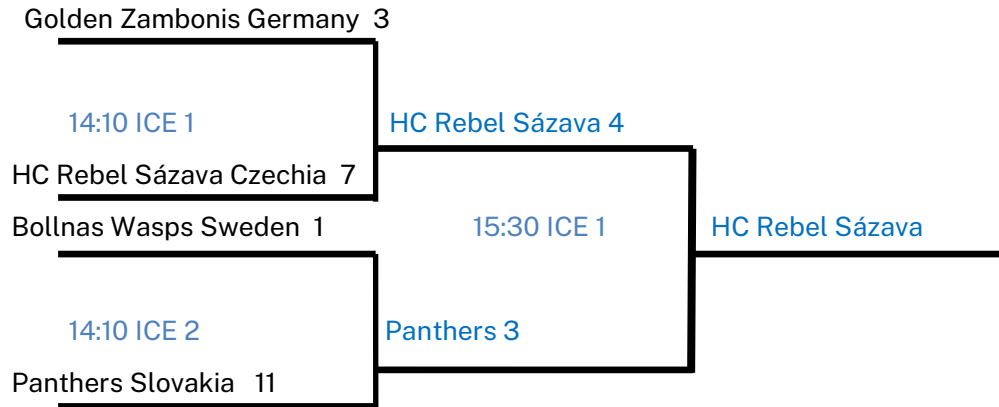 Golden Zambonis Germany 3
14:10 ICE 1
HC Rebel Sázava 4
HC Rebel Sázava Czechia 7
Bollnas Wasps Sweden 1
15:30 ICE 1
HC Rebel Sázava
14:10 ICE 2
Panthers 3
Panthers Slovakia 11